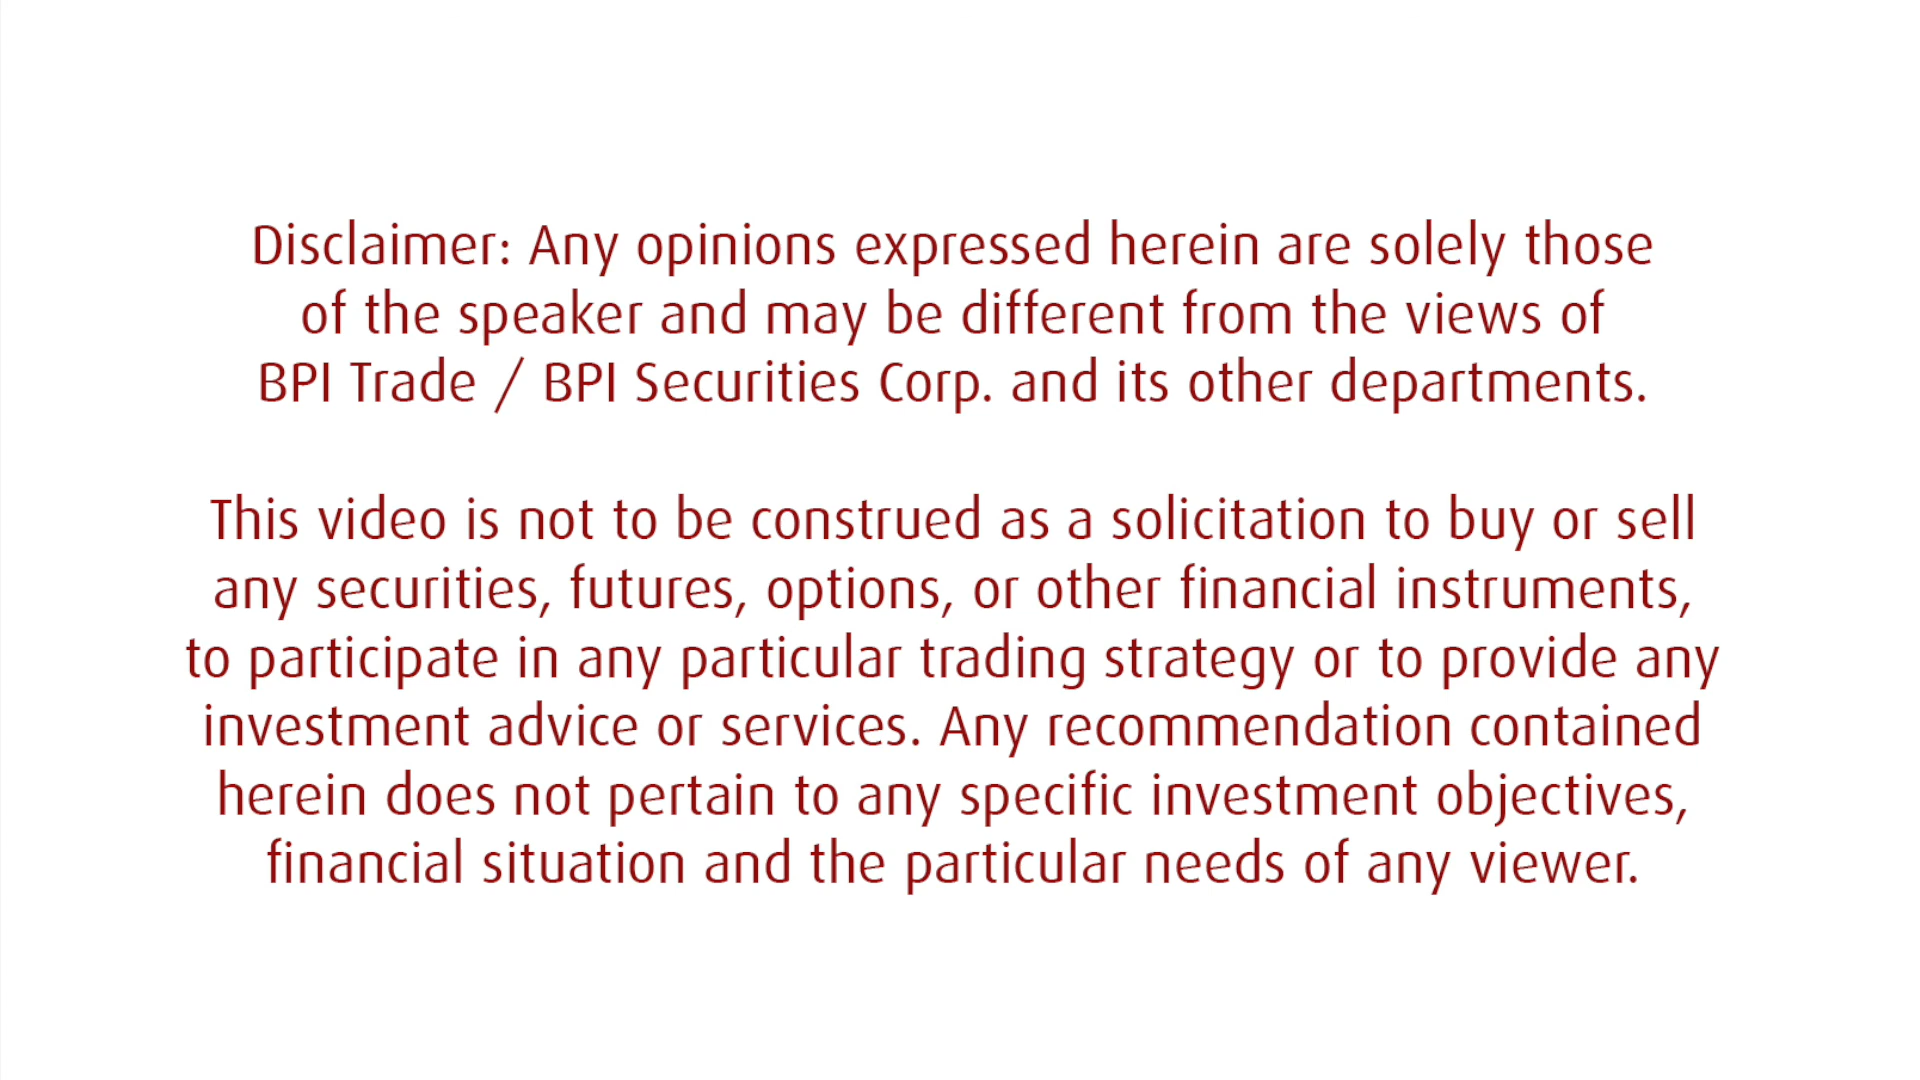 Disclaimer: Any opinions expressed herein are solely those
of the speaker and may be different from the views of
BPI Trade / BPI Securities Corp. and its other departments.
This video is not to be construed as a solicitation to buy or sell
any securities, futures, options, or other financial instruments,
to participate in any particular trading strategy or to provide any
investment advice or services. Any recommendation contained
herein does not pertain to any specific investment objectives,
financial situation and the particular needs of any viewer.